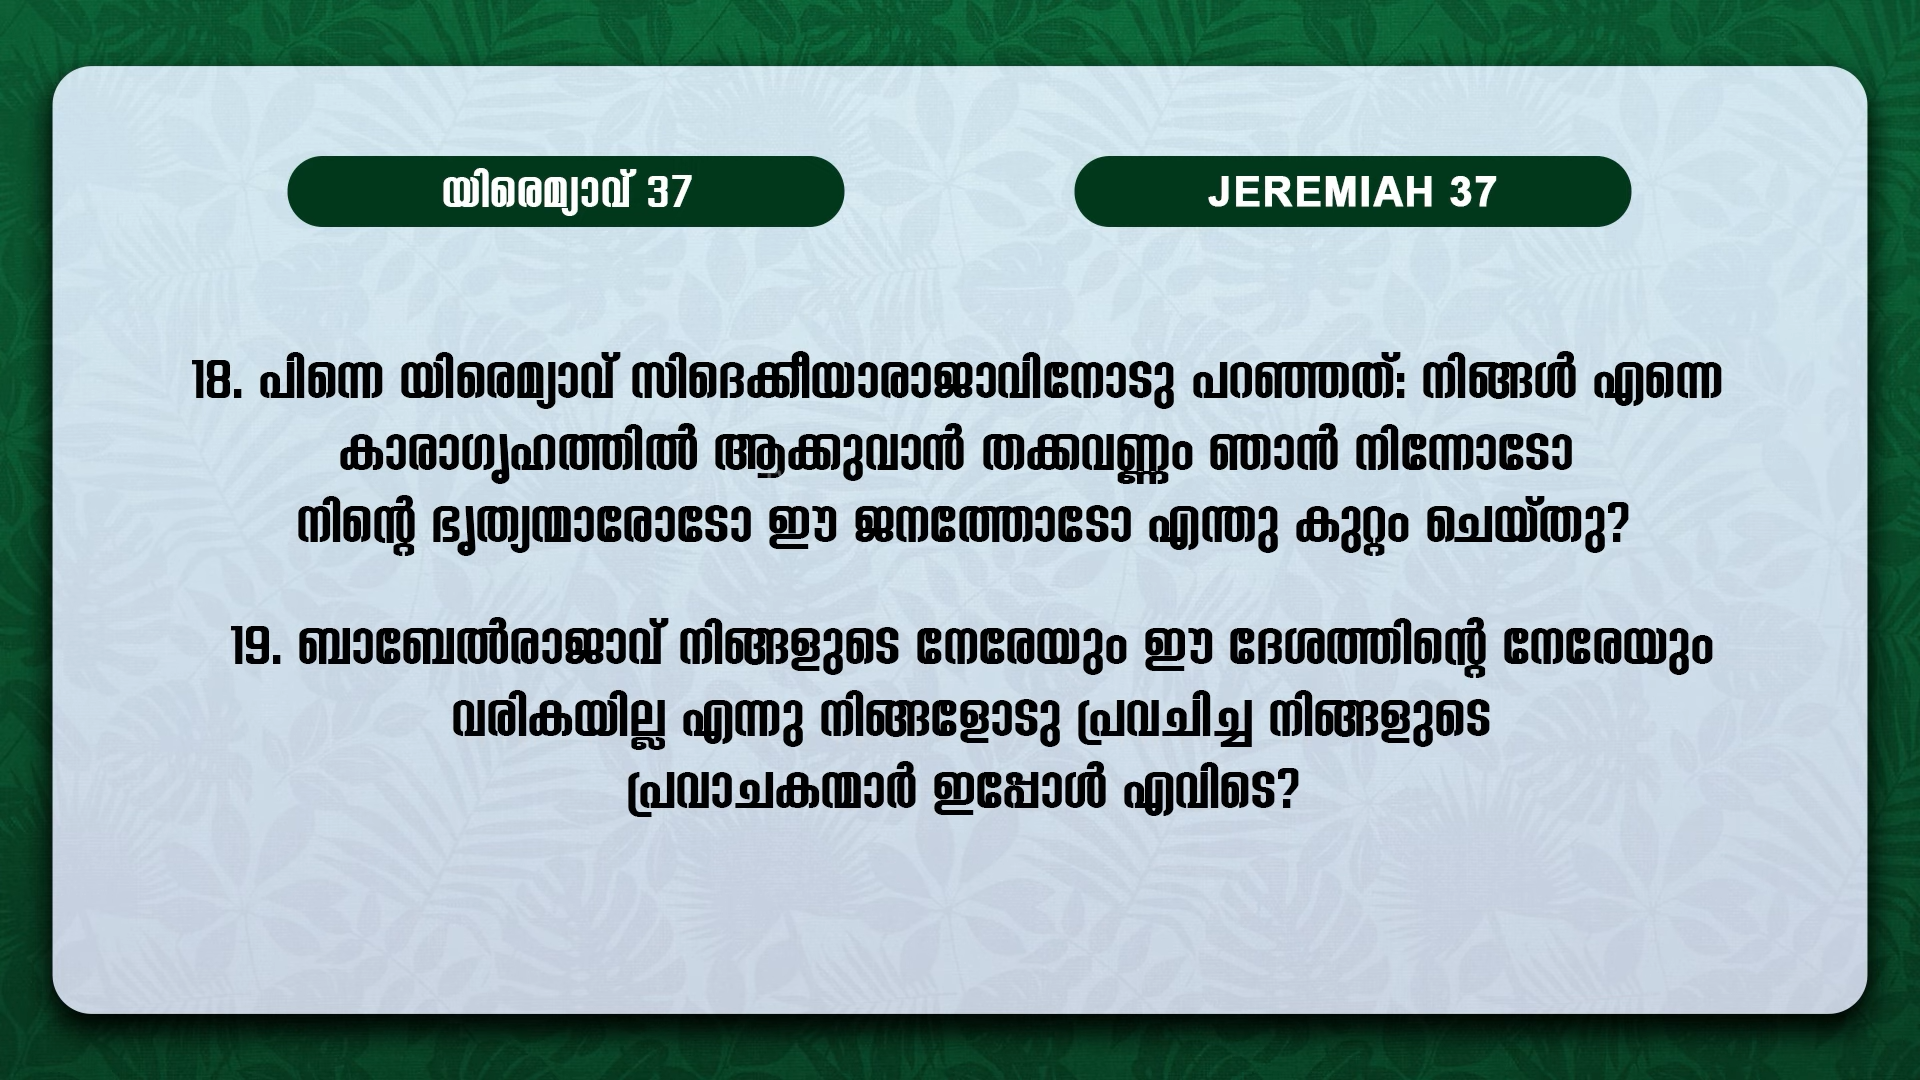 യിരെമ്യാവ് 37
JEREMIAH 37
18. പിന്നെ യിരെമ്യാവ് സിദെക്കീയാരാജാവിനോടു പറഞ്ഞത്: നിങ്ങൾ എന്നെ
കാരാഗൃഹത്തിൽ ആക്കുവാൻ തക്കവണ്ണം ഞാൻ നിന്നോടോ
നിന്റെ ഭൃത്യന്മാരോടോ ഈ ജനത്തോടോ എന്തു കുറ്റം ചെയ്തു?
19. ബാബേൽരാജാവ് നിങ്ങളുടെ നേരേയും ഈ ദേശത്തിന്റെ നേരേയും
വരികയില്ല എന്നു നിങ്ങളോടു പ്രവചിച്ച നിങ്ങളുടെ
പ്രവാചകന്മാർ ഇപ്പോൾ എവിടെ?